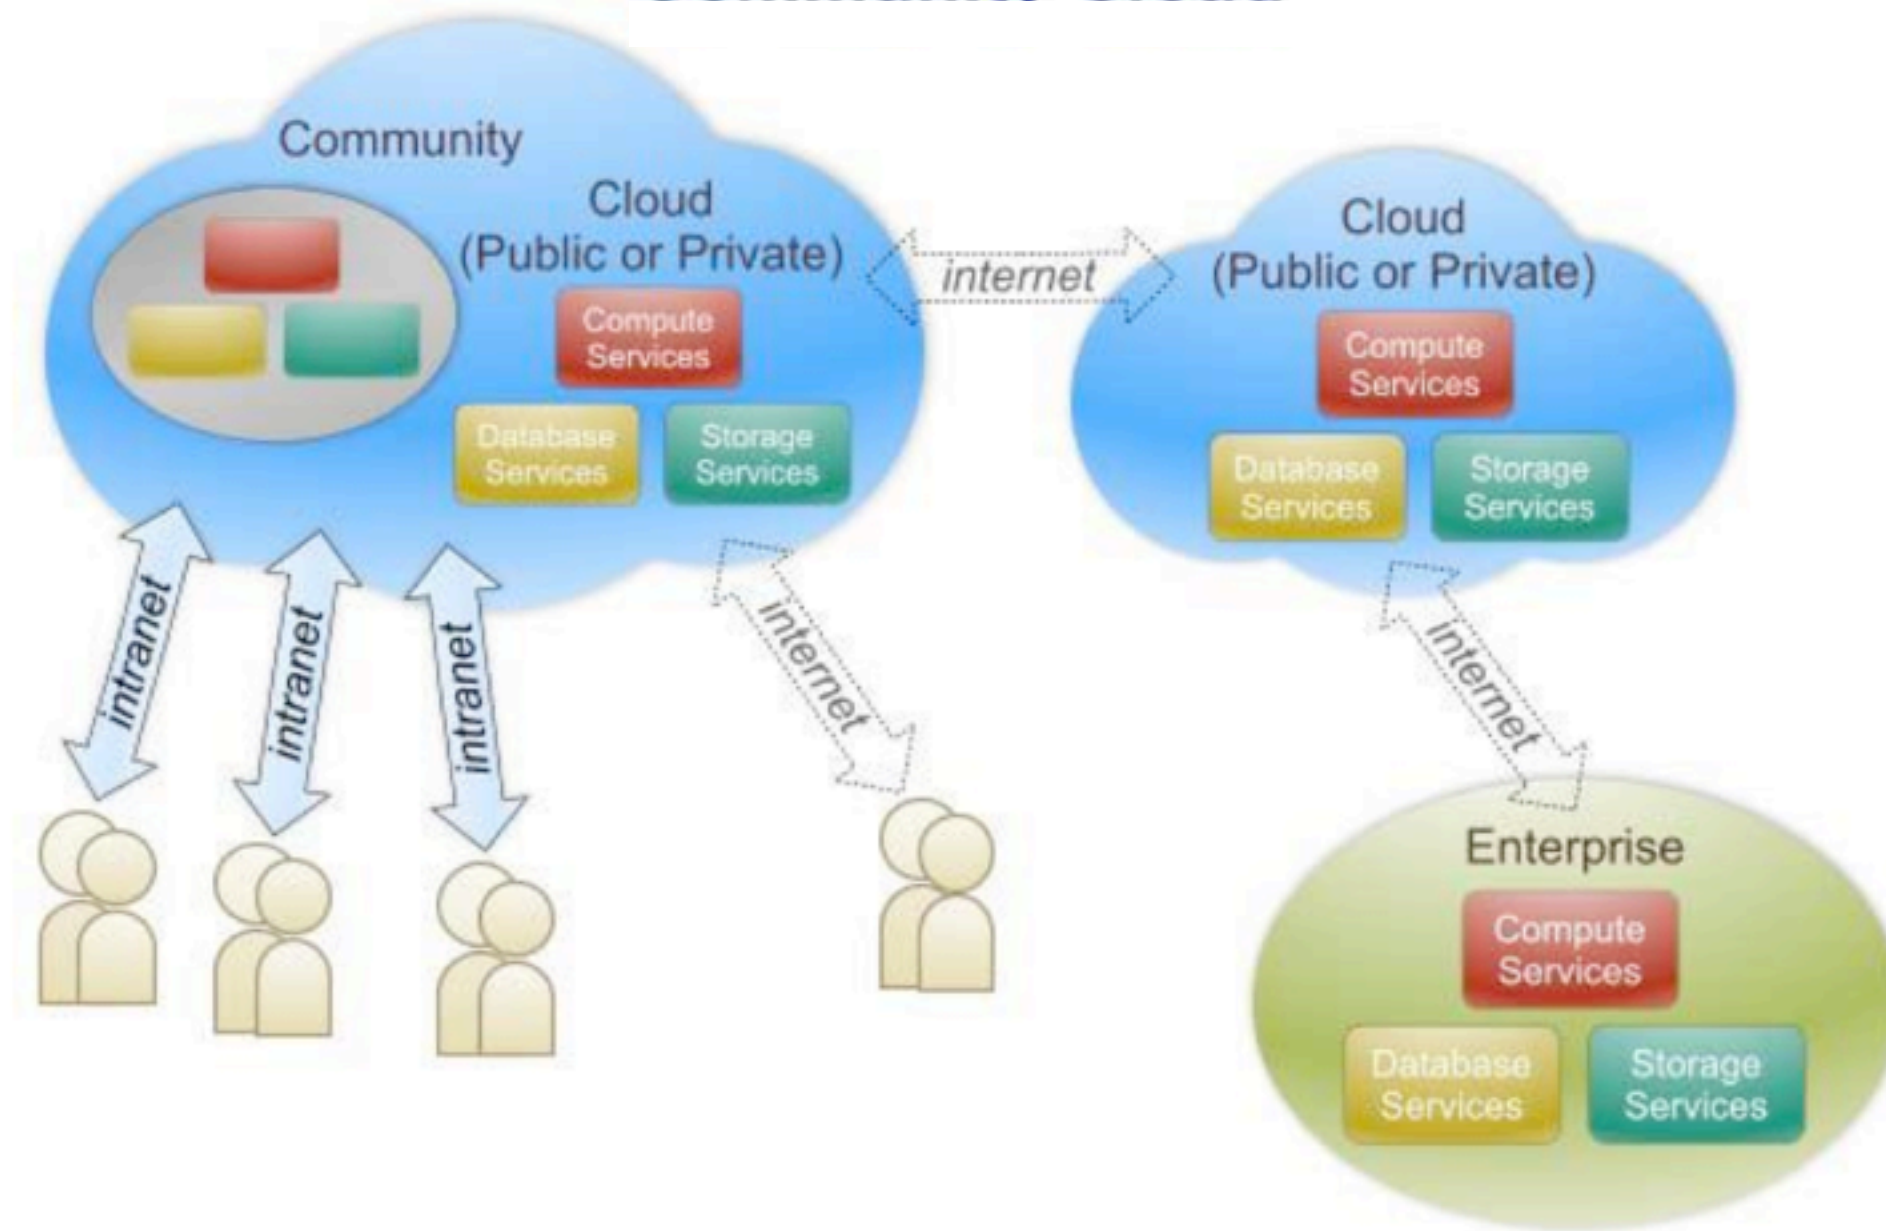 Community
Cloud
(Public or Private)
Compute
Services
Database
Services
Storage
Services
internet
Cloud
(Public or Private)
Compute
Services
Database
Services
Storage
Services
intranet
intranet
intranet
internet
internet
Enterprise
Compute
Services
Database
Services
Storage
Services